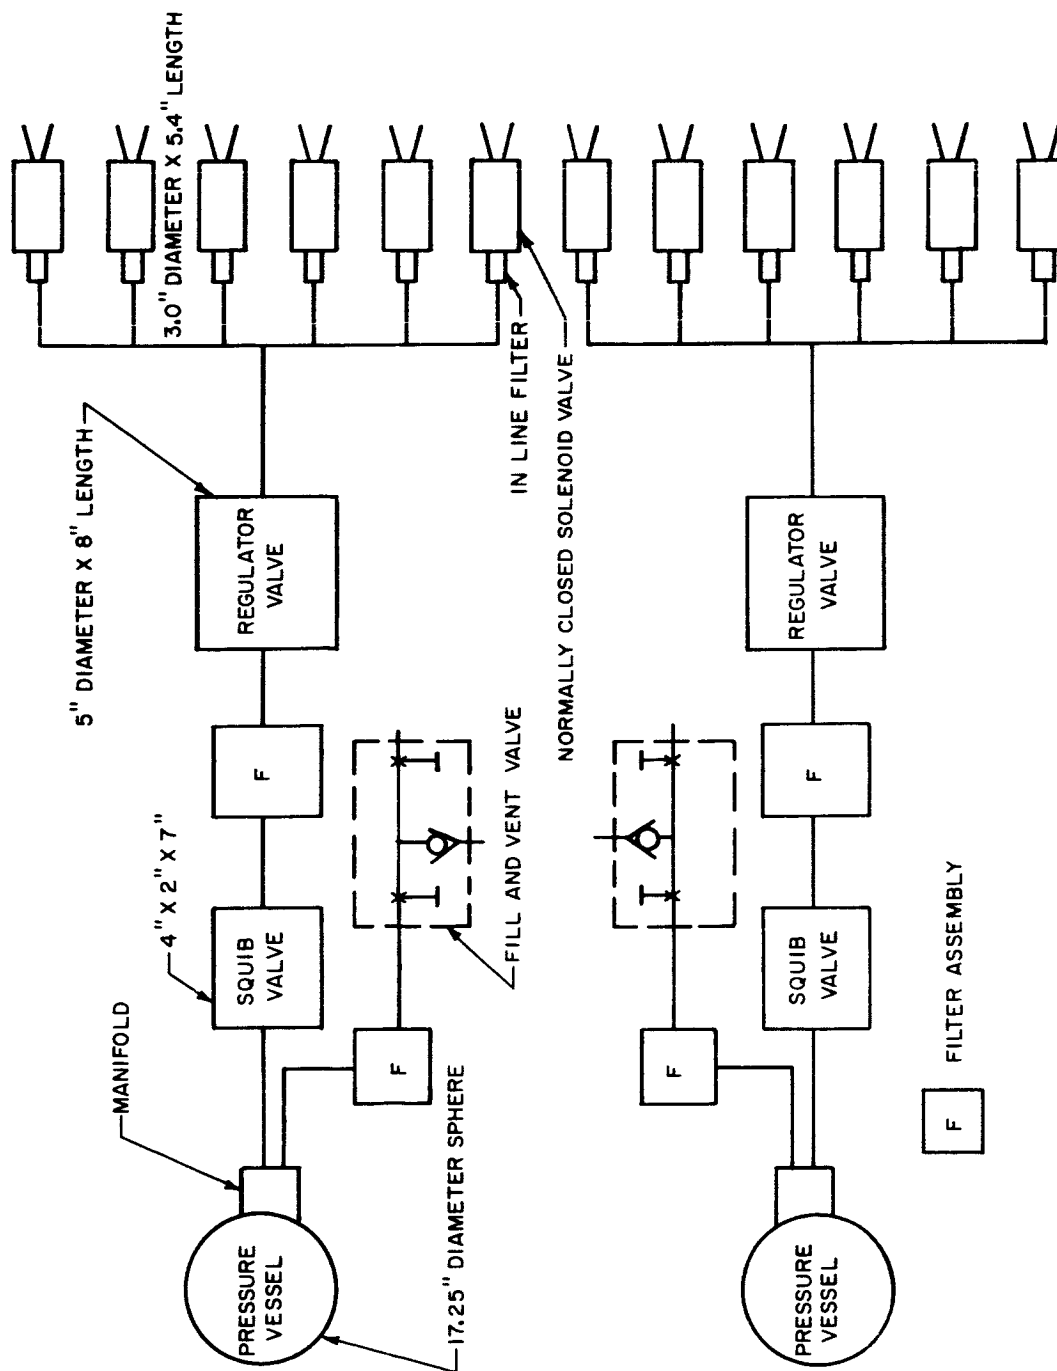 3.0" DIAMETER X 5.4" LENGTH
5" DIAMETER X 8" LENGTH
IN LINE FILTER
NORMALLY CLOSED SOLENOID VALVE
REGULATOR
VALVE
F
4" X 2" X 7"
SQUIB
VALVE
FILL AND VENT VALVE
F
MANIFOLD
PRESSURE
VESSEL
17.25" DIAMETER SPHERE
REGULATOR
VALVE
F
SQUIB
VALVE
F
PRESSURE
VESSEL
F
FILTER ASSEMBLY